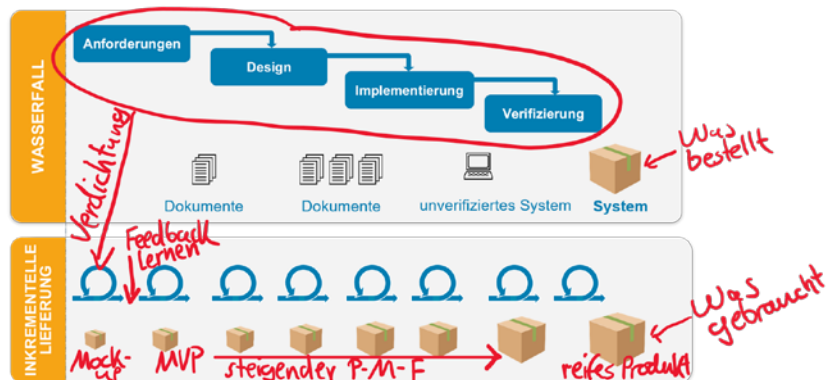 WASSERFALL
Anforderungen
Design
Implementierung
Verifizierung
Was
bestellt
Dokumente
Dokumente
unverifiziertes System
System
Verdichtung
Feedback
Lernen
INKREMENTELLE
LIEFERUNG
Was
gebraucht
Mock-
up
MVP
steigender P-M-F
reifes Produkt